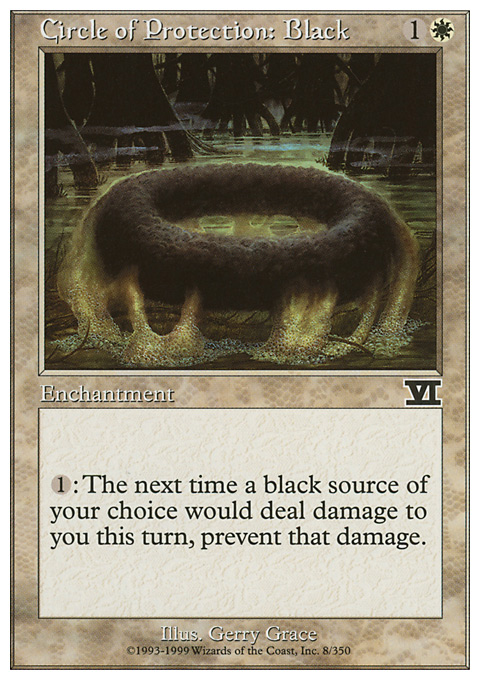 Circle of Protection: Black 1
Enchantment VI
1: The next time a black source of
your choice would deal damage to
you this turn, prevent that damage.
Illus. Gerry Grace
©1993-1999 Wizards of the Coast, Inc. 8/350